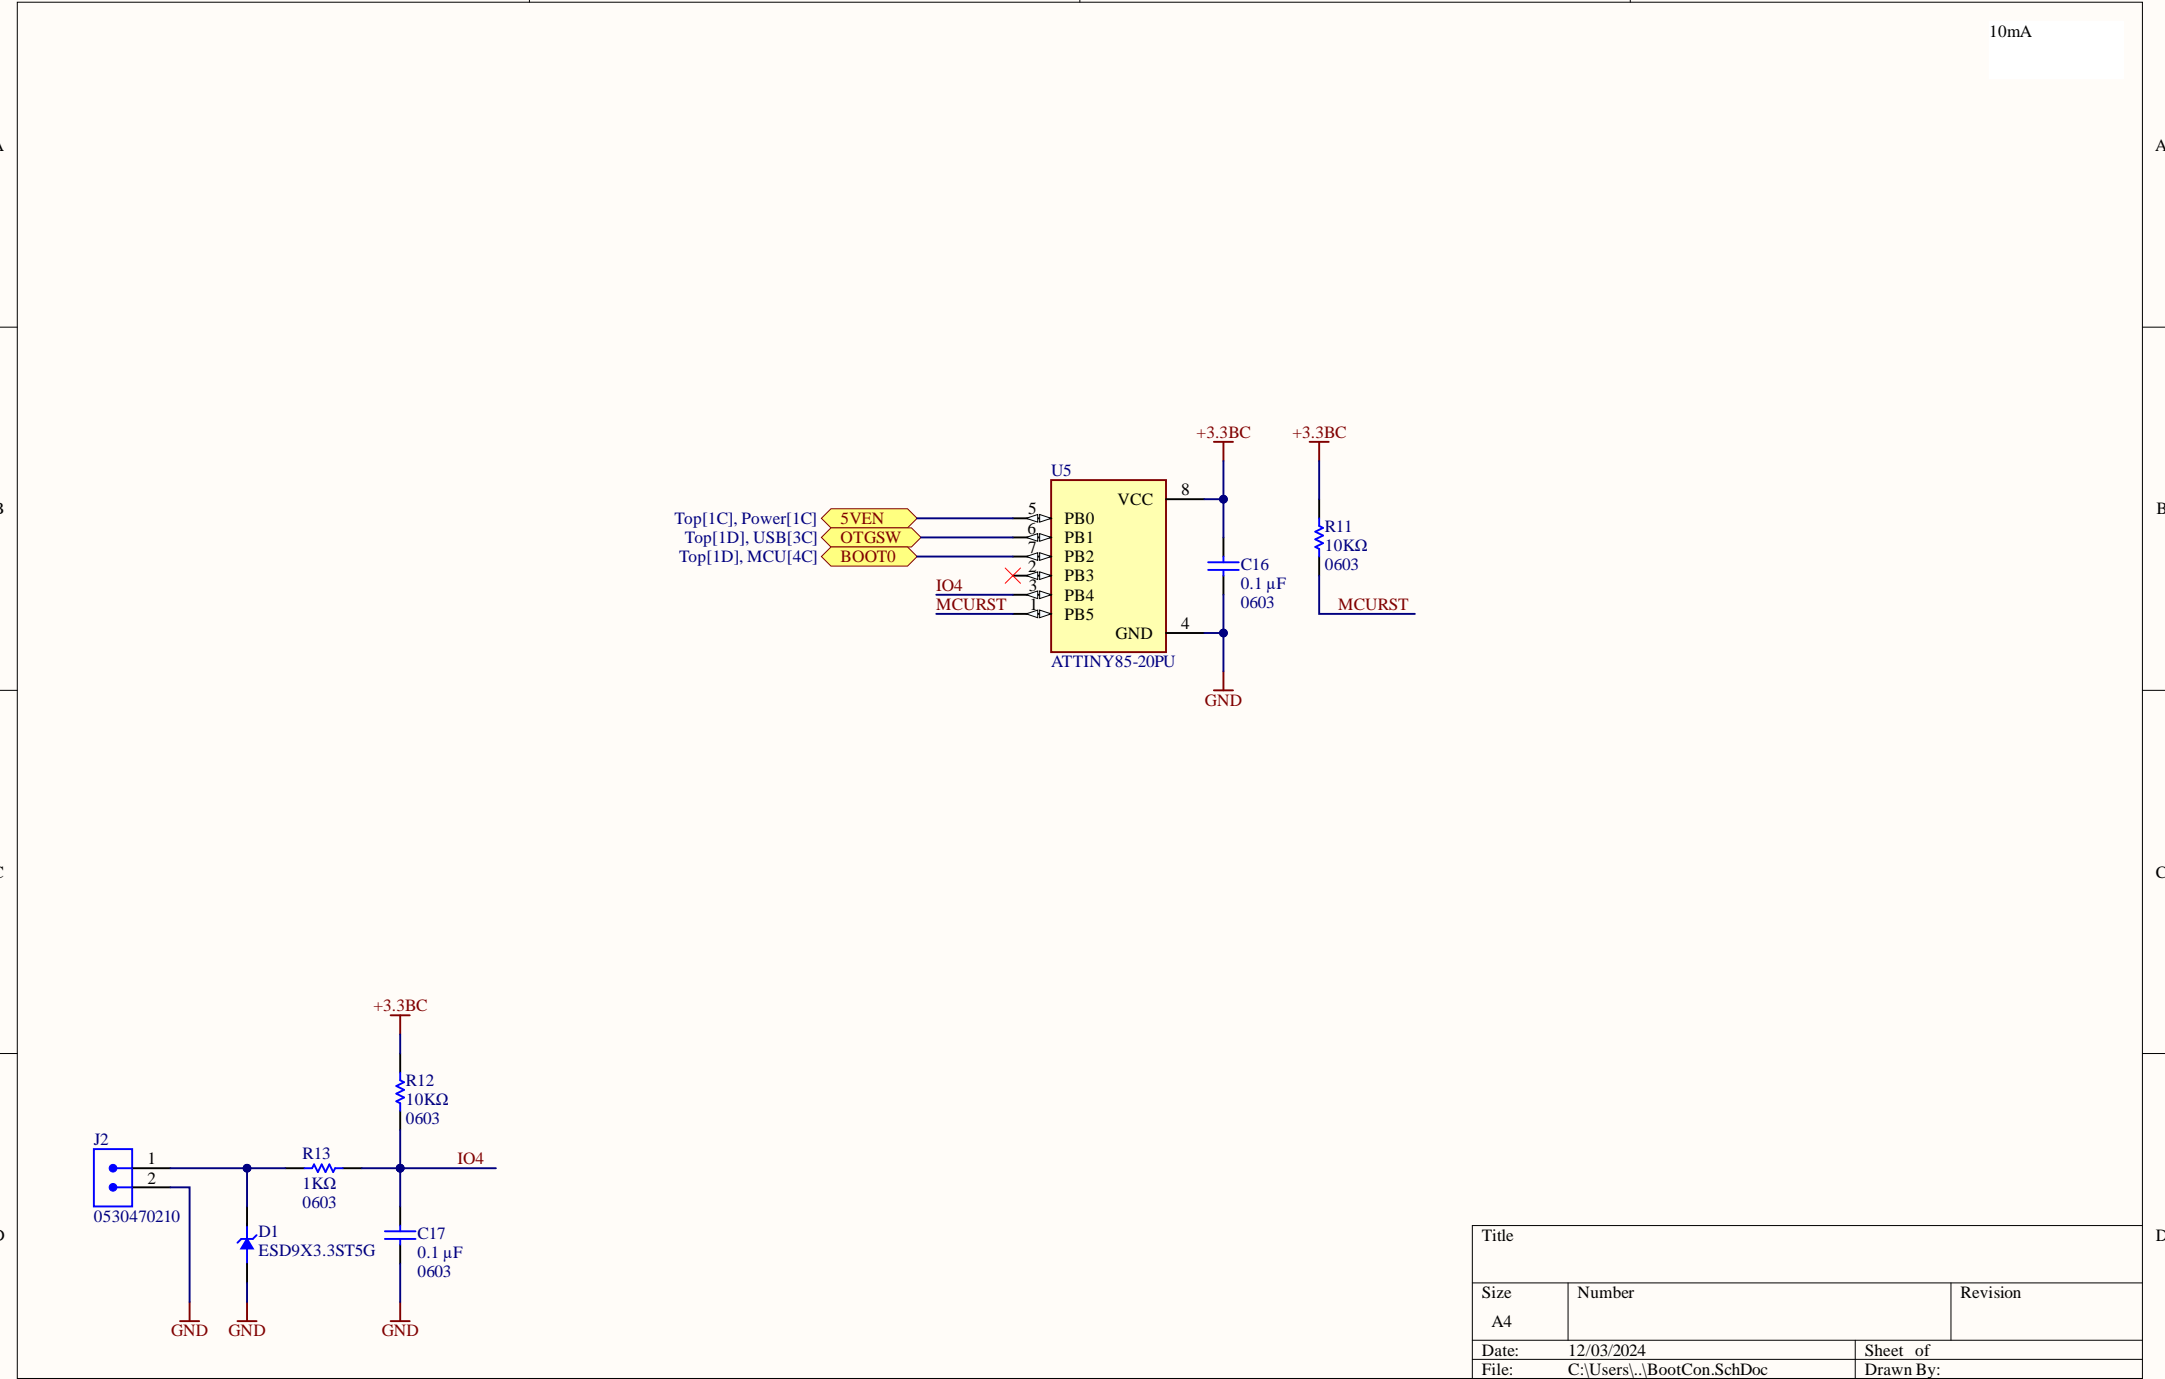 10mA
A
A
+3.3BC
+3.3BC
U5
VCC
8
Top[1C], Power[1C]
5VEN
5
PB0
B
Top[1D], USB[3C]
OTGSW
6
PB1
Top[1D], MCU[4C]
BOOT0
7
PB2
2
PB3
IO4
3
PB4
MCURST
1
PB5
GND
4
ATTINY85-20PU
C16
0.1 µF
0603
R11
10KΩ
0603
MCURST
GND
C
+3.3BC
R12
10KΩ
0603
J2
1
2
0530470210
R13
1KΩ
0603
IO4
D1
ESD9X3.3ST5G
C17
0.1 µF
0603
GND
GND
GND
D
D
Title
Size
Number
Revision
A4
Date:
12/03/2024
Sheet of
File:
C:\Users\..\BootCon.SchDoc
Drawn By: